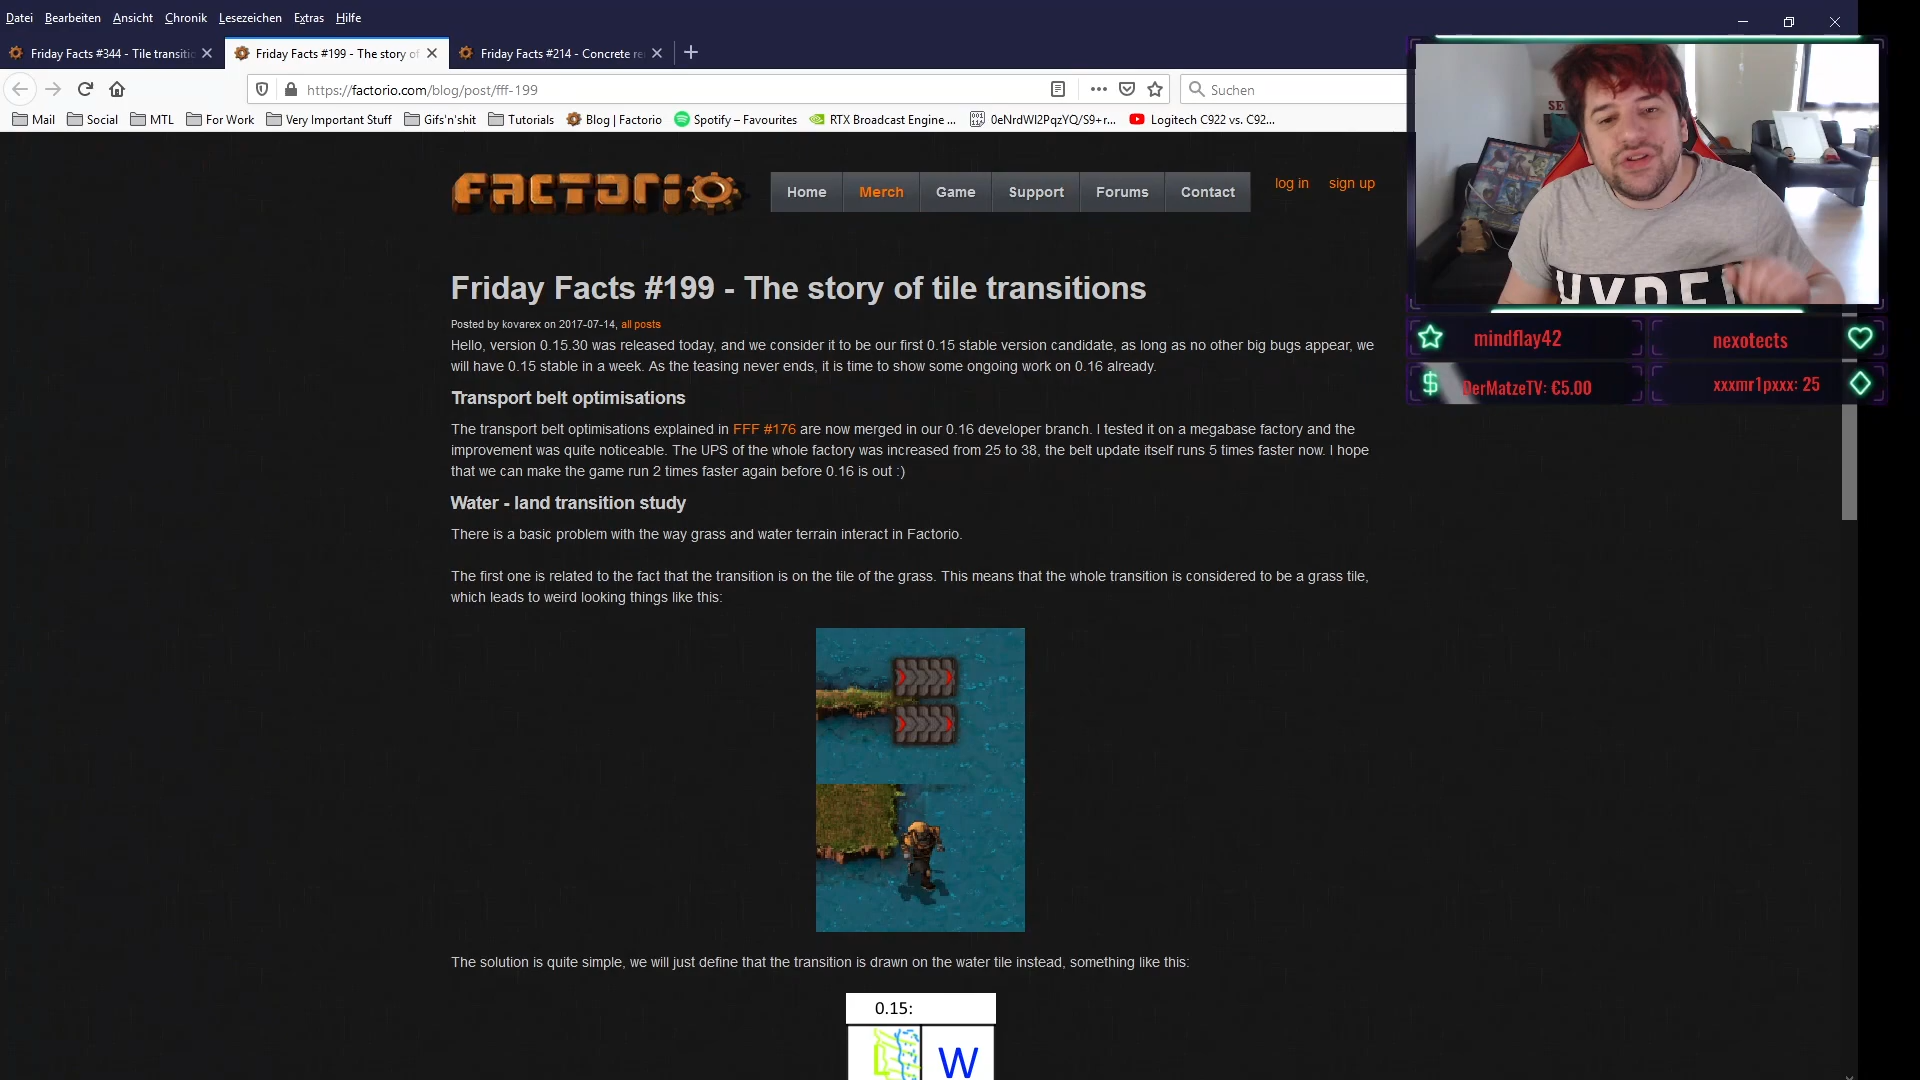 Datei Bearbeiten Ansicht Chronik Lesezeichen Extras Hilfe
Friday Facts #344 - Tile transitio Friday Facts #199 - The story of Friday Facts #214 - Concrete re
https://factorio.com/blog/post/fff-199 Suchen
Mail Social MTL For Work Very Important Stuff Gifs'n'shit Tutorials Blog | Factorio Spotify – Favourites RTX Broadcast Engine ... 0eNrdWl2PqzYQ/S9+r... Logitech C922 vs. C92...
FACTORIO Home Merch Game Support Forums Contact log in sign up
Friday Facts #199 - The story of tile transitions
Posted by kovarex on 2017-07-14, all posts
Hello, version 0.15.30 was released today, and we consider it to be our first 0.15 stable version candidate, as long as no other big bugs appear, we
will have 0.15 stable in a week. As the teasing never ends, it is time to show some ongoing work on 0.16 already.
Transport belt optimisations
The transport belt optimisations explained in FFF #176 are now merged in our 0.16 developer branch. I tested it on a megabase factory and the
improvement was quite noticeable. The UPS of the whole factory was increased from 25 to 38, the belt update itself runs 5 times faster now. I hope
that we can make the game run 2 times faster again before 0.16 is out :)
Water - land transition study
There is a basic problem with the way grass and water terrain interact in Factorio.
The first one is related to the fact that the transition is on the tile of the grass. This means that the whole transition is considered to be a grass tile,
which leads to weird looking things like this:
The solution is quite simple, we will just define that the transition is drawn on the water tile instead, something like this:
0.15:
W
mindflay42 nexotects
DerMatzeTV: €5.00 xxxmr1pxxx: 25